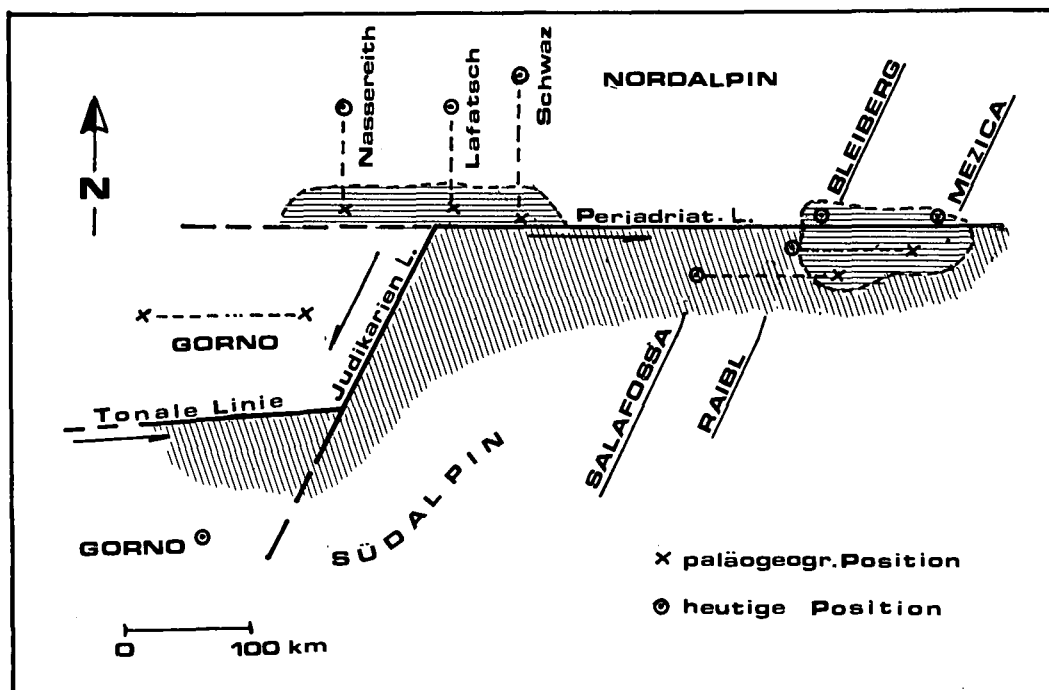 Nassereith
Lafatsch
Schwaz
NORDALPIN
BLEIBERG
MEZICA
N
Periadriat. L.
Judikarien L.
GORNO
Tonale Linie
SALAFOSSA
RAIBL
SÜDALPIN
GORNO
x paläogeogr. Position
heutige Position
0 100 km